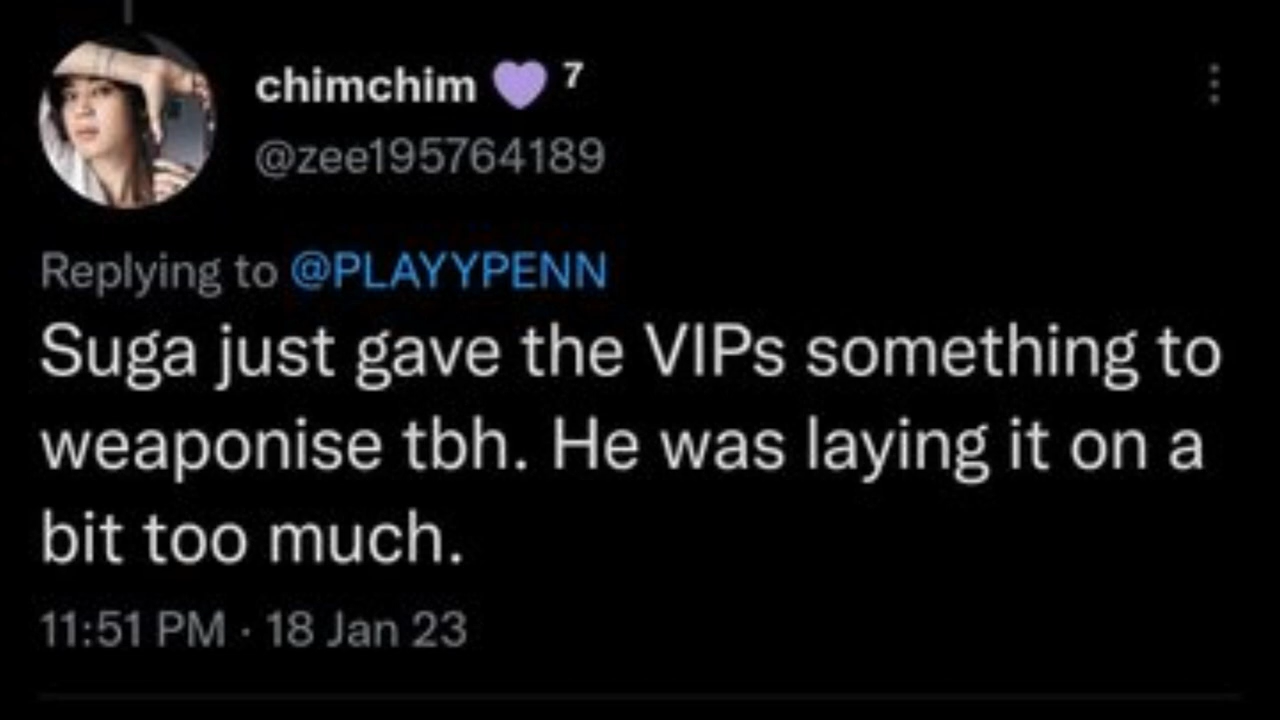 chimchim 💜 ⁷
@zee195764189
Replying to @PLAYYPENN
Suga just gave the VIPs something to
weaponise tbh. He was laying it on a
bit too much.
11:51 PM · 18 Jan 23